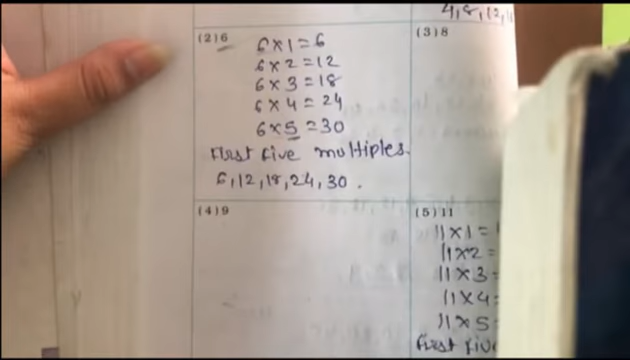 4, 8, 12, 1
(2) 6
6 × 1 = 6
6 × 2 = 12
6 × 3 = 18
6 × 4 = 24
6 × 5 = 30
First five multiples.
6, 12, 18, 24, 30 .
(3) 8
(4) 9
(5) 11
11 × 1 =
11 × 2 =
11 × 3 =
11 × 4 =
11 × 5
First five